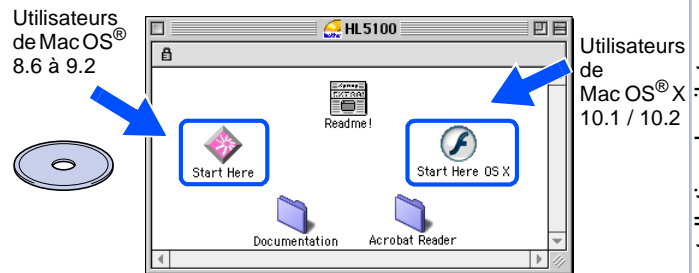 Utilisateurs
de Mac OS®
8.6 à 9.2
HL5100
Utilisateurs
de
Mac OS® X
10.1 / 10.2
Readme!
Start Here
Start Here OS X
Documentation
Acrobat Reader